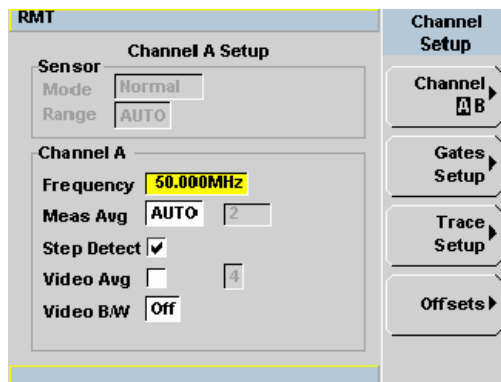 RMT
Channel A Setup
Sensor
Mode Normal
Range AUTO
Channel A
Frequency 50.000MHz
Meas Avg AUTO 2
Step Detect
Video Avg 4
Video B/W Off
Channel
Setup
Channel
A B
Gates
Setup
Trace
Setup
Offsets